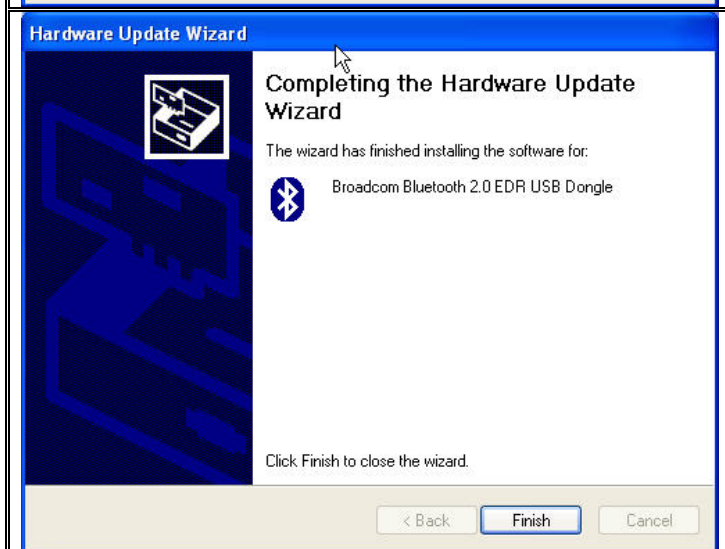 Hardware Update Wizard
Completing the Hardware Update
Wizard
The wizard has finished installing the software for:
Broadcom Bluetooth 2.0 EDR USB Dongle
Click Finish to close the wizard.
< Back Finish Cancel